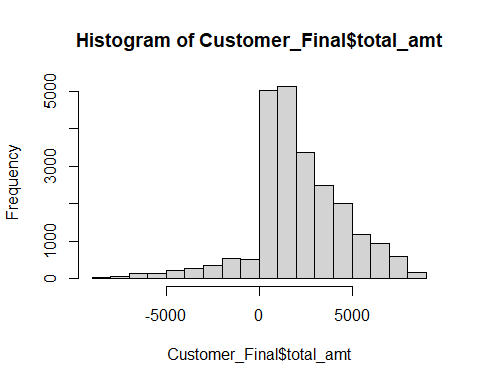 Histogram of Customer_Final$total_amt
Frequency
5000
3000
1000
0
-5000 0 5000
Customer_Final$total_amt